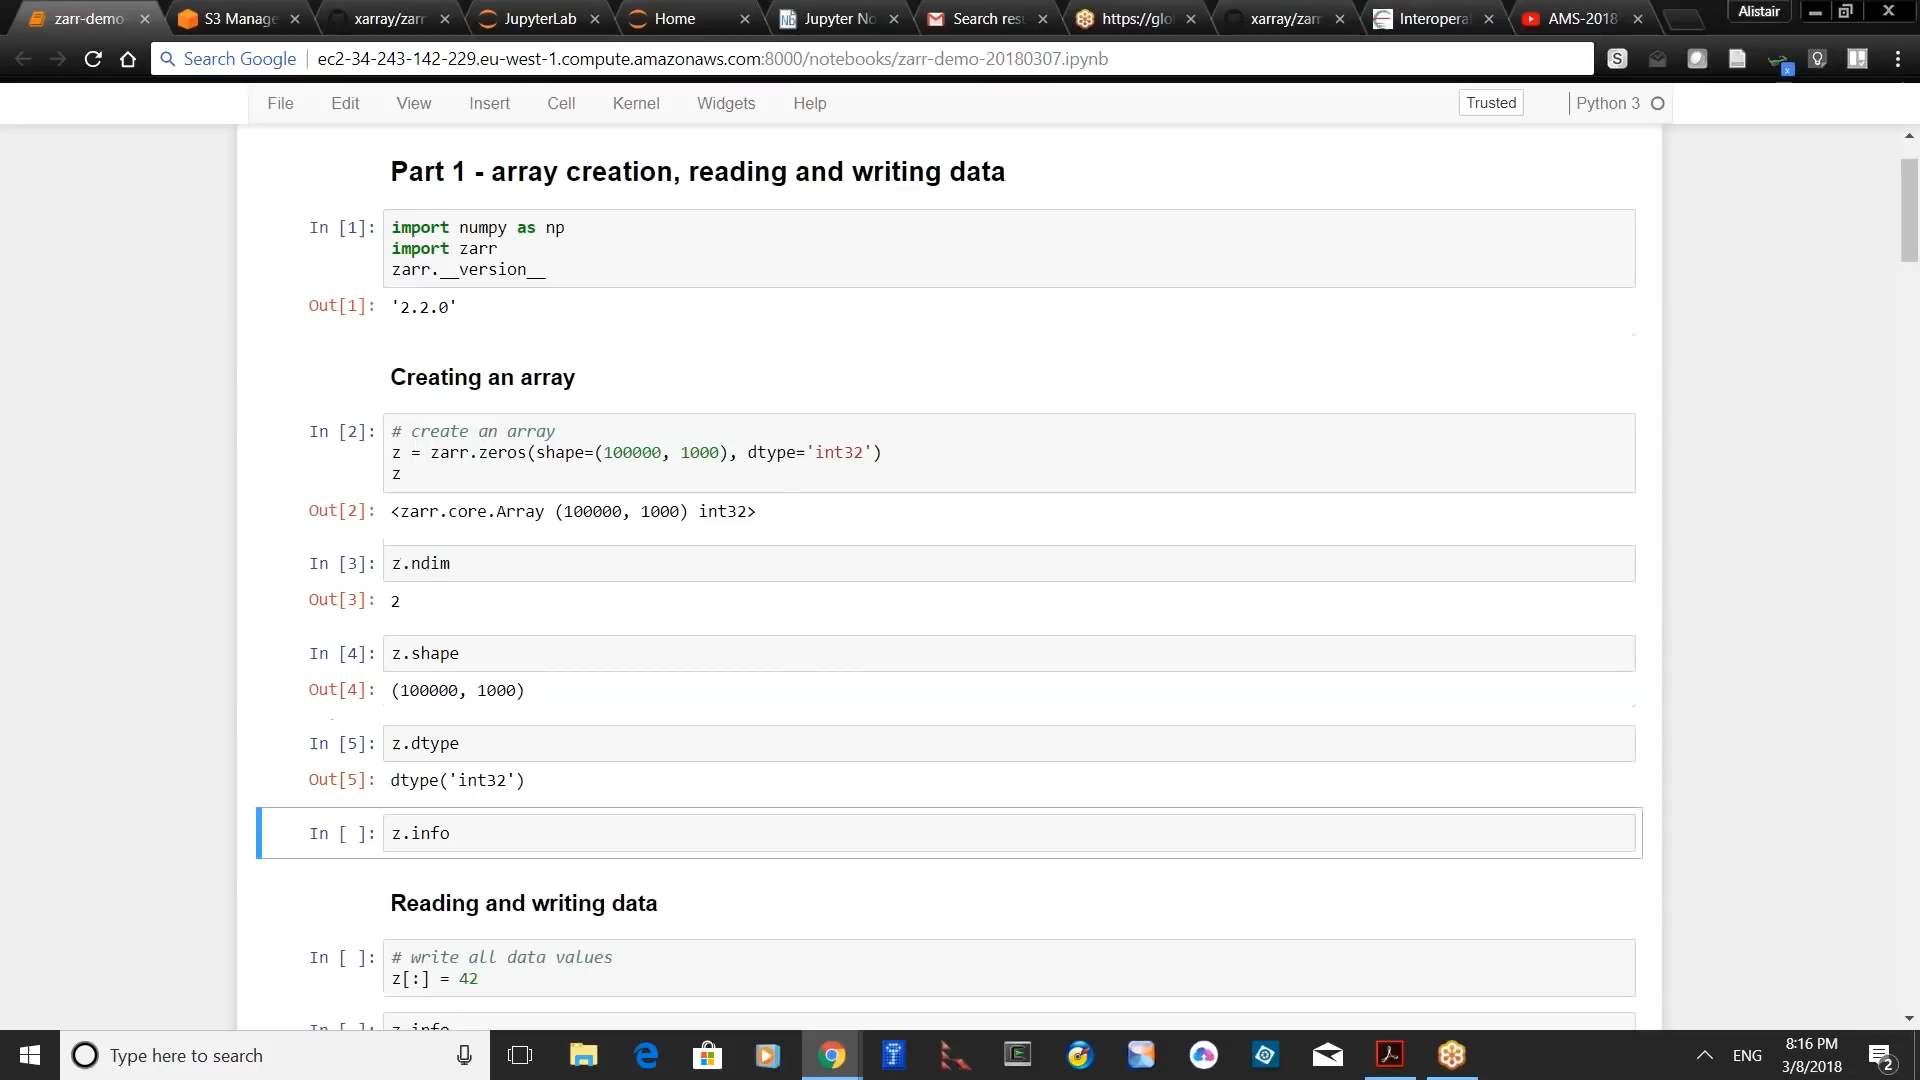 zarr-demo
S3 Manage
xarray/zarr
JupyterLab
Home
Jupyter No
Search resu
https://glo
xarray/zarr
Interopera
AMS-2018
Alistair
Search Google
ec2-34-243-142-229.eu-west-1.compute.amazonaws.com:8000/notebooks/zarr-demo-20180307.ipynb
File Edit View Insert Cell Kernel Widgets Help Trusted Python 3
Part 1 - array creation, reading and writing data
In [1]: import numpy as np
import zarr
zarr.__version__
Out[1]: '2.2.0'
Creating an array
In [2]: # create an array
z = zarr.zeros(shape=(100000, 1000), dtype='int32')
z
Out[2]: <zarr.core.Array (100000, 1000) int32>
In [3]: z.ndim
Out[3]: 2
In [4]: z.shape
Out[4]: (100000, 1000)
In [5]: z.dtype
Out[5]: dtype('int32')
In [ ]: z.info
Reading and writing data
In [ ]: # write all data values
z[:] = 42
In [ ]: z.info
Type here to search
ENG
8:16 PM
3/8/2018
2